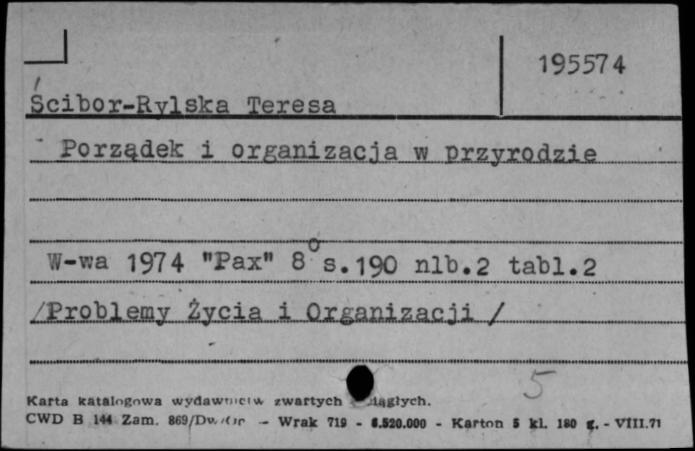 195574
Ścibor-Rylska Teresa
Porządek i organizacja w przyrodzie
W-wa 1974 "Pax" 8° s.190 nlb.2 tabl.2
/Problemy Życia i Organizacji /
5
Karta katalogowa wydawnictw zwartych ciągłych.
CWD B 144 Zam. 869/ - Wrak 719 - 8.520.000 - Karton 5 kl. 180 g. - VIII.71